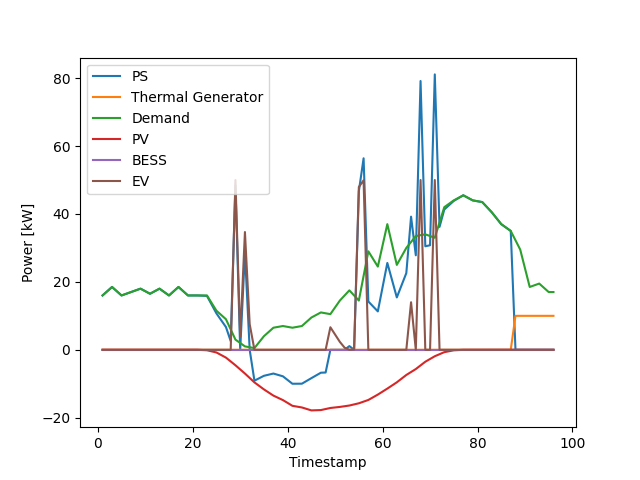 PS
Thermal Generator
Demand
PV
BESS
EV
Power [kW]
80
60
40
20
0
−20
0 20 40 60 80 100
Timestamp